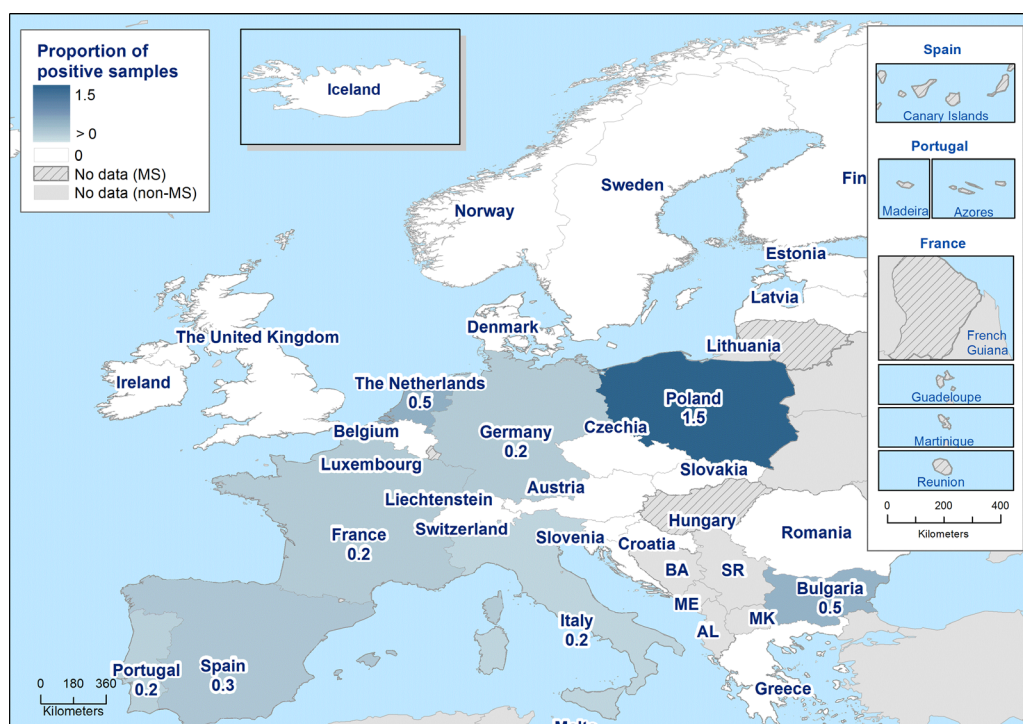 Proportion of
positive samples
1.5
> 0
0
No data (MS)
No data (non-MS)
Iceland
Spain
Canary Islands
Portugal
Madeira
Azores
France
French
Guiana
Guadeloupe
Martinique
Reunion
0 200 400
Kilometers
Norway
Sweden
Fin
Estonia
Latvia
Lithuania
Denmark
The United Kingdom
Ireland
The Netherlands
0.5
Belgium
Luxembourg
Germany
0.2
Poland
1.5
Czechia
Slovakia
Austria
Liechtenstein
Switzerland
France
0.2
Slovenia
Hungary
Croatia
Romania
BA
SR
ME
MK
AL
Bulgaria
0.5
Italy
0.2
Greece
Portugal
0.2
Spain
0.3
0 180 360
Kilometers